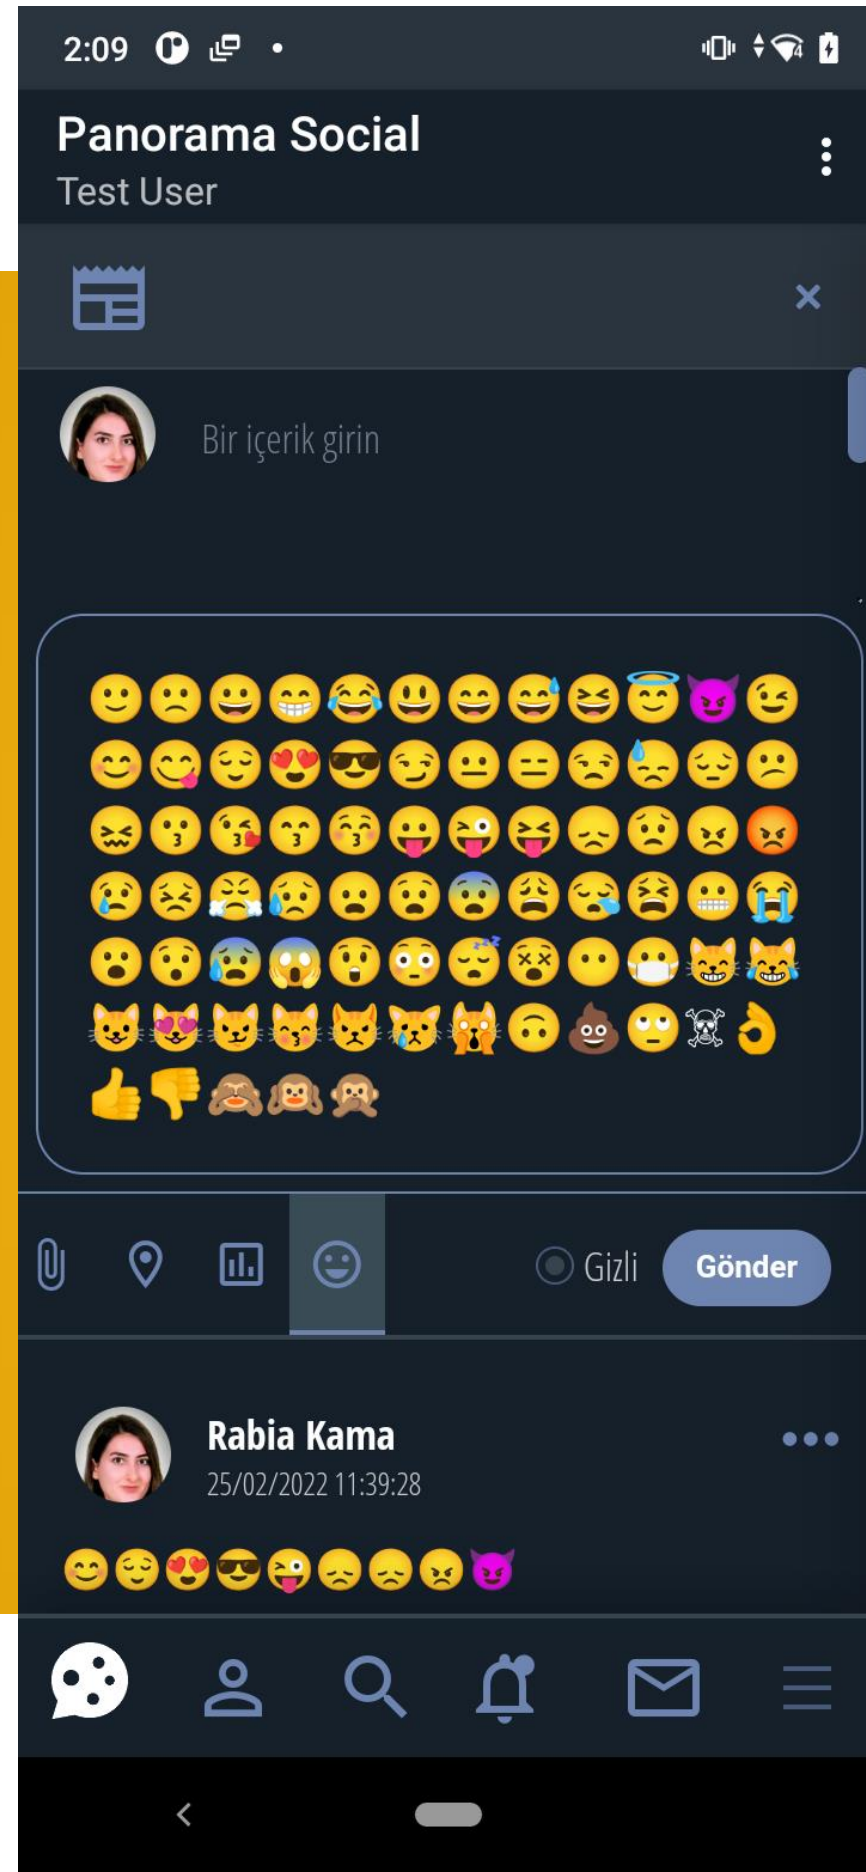 2:09
Panorama Social
Test User
Bir içerik girin
Gizli
Gönder
Rabia Kama
25/02/2022 11:39:28